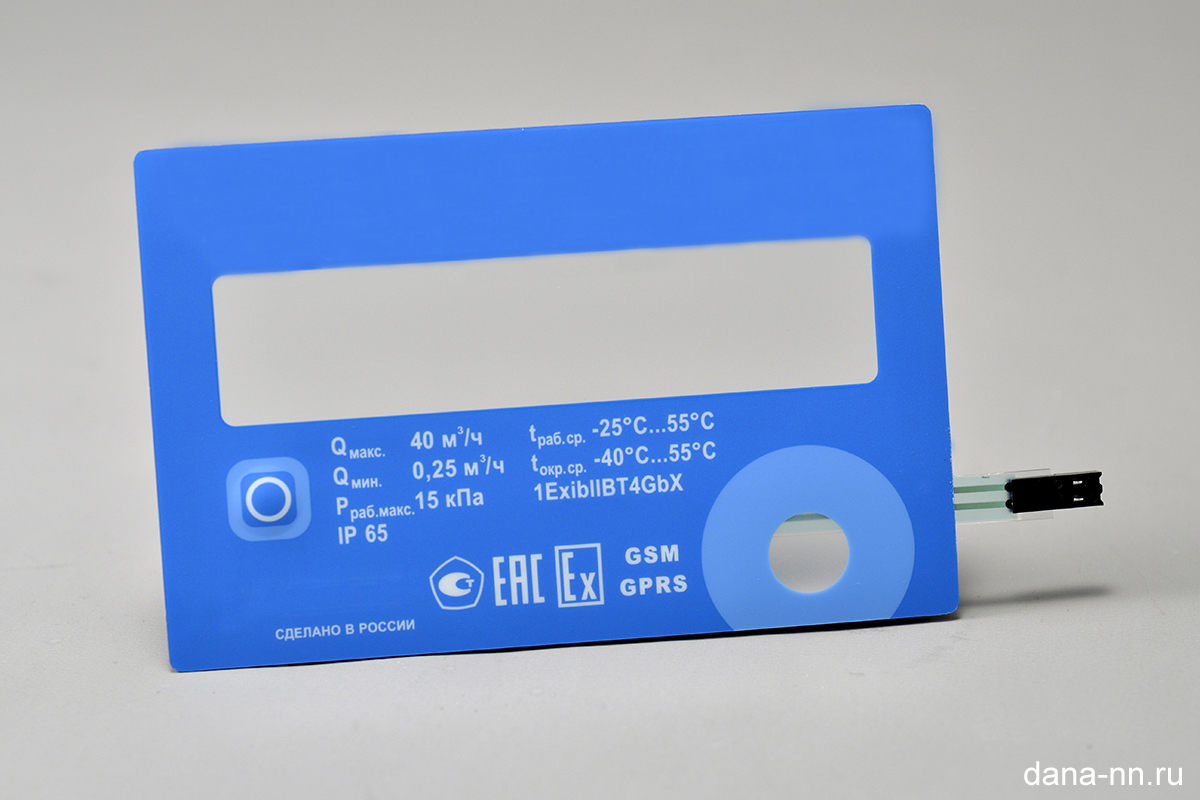 Qмакс. 40 м³/ч
Qмин. 0,25 м³/ч
Pраб.макс. 15 кПа
IP 65
tраб.ср. -25°C...55°C
tокр.ср. -40°C...55°C
1ExibIIBT4GbX
EAC Ex
GSM
GPRS
СДЕЛАНО В РОССИИ
dana-nn.ru